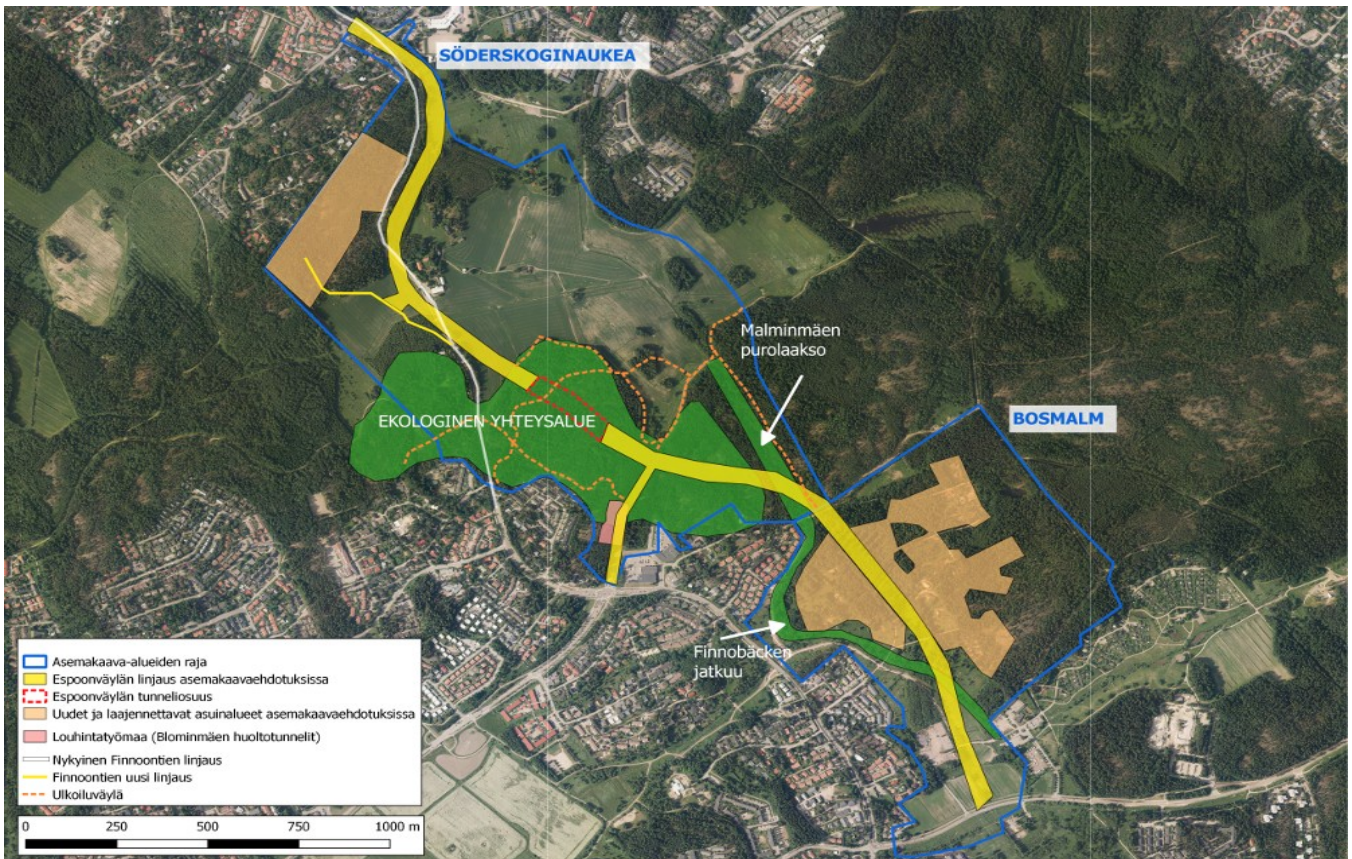 SÖDERSKOGINAUKEA
Malminmäen
purolaakso
BOSMALM
EKOLOGINEN YHTEYSALUE
Finnobäcken
jatkuu
Asemakaava-alueiden raja
Espoonväylän linjaus asemakaavaehdotuksissa
Espoonväylän tunneliosuus
Uudet ja laajennettavat asuinalueet asemakaavaehdotuksissa
Louhintatyömaa (Blominmäen huoltotunnelit)
Nykyinen Finnoontien linjaus
Finnoontien uusi linjaus
Ulkoiluväylä
0 250 500 750 1000 m